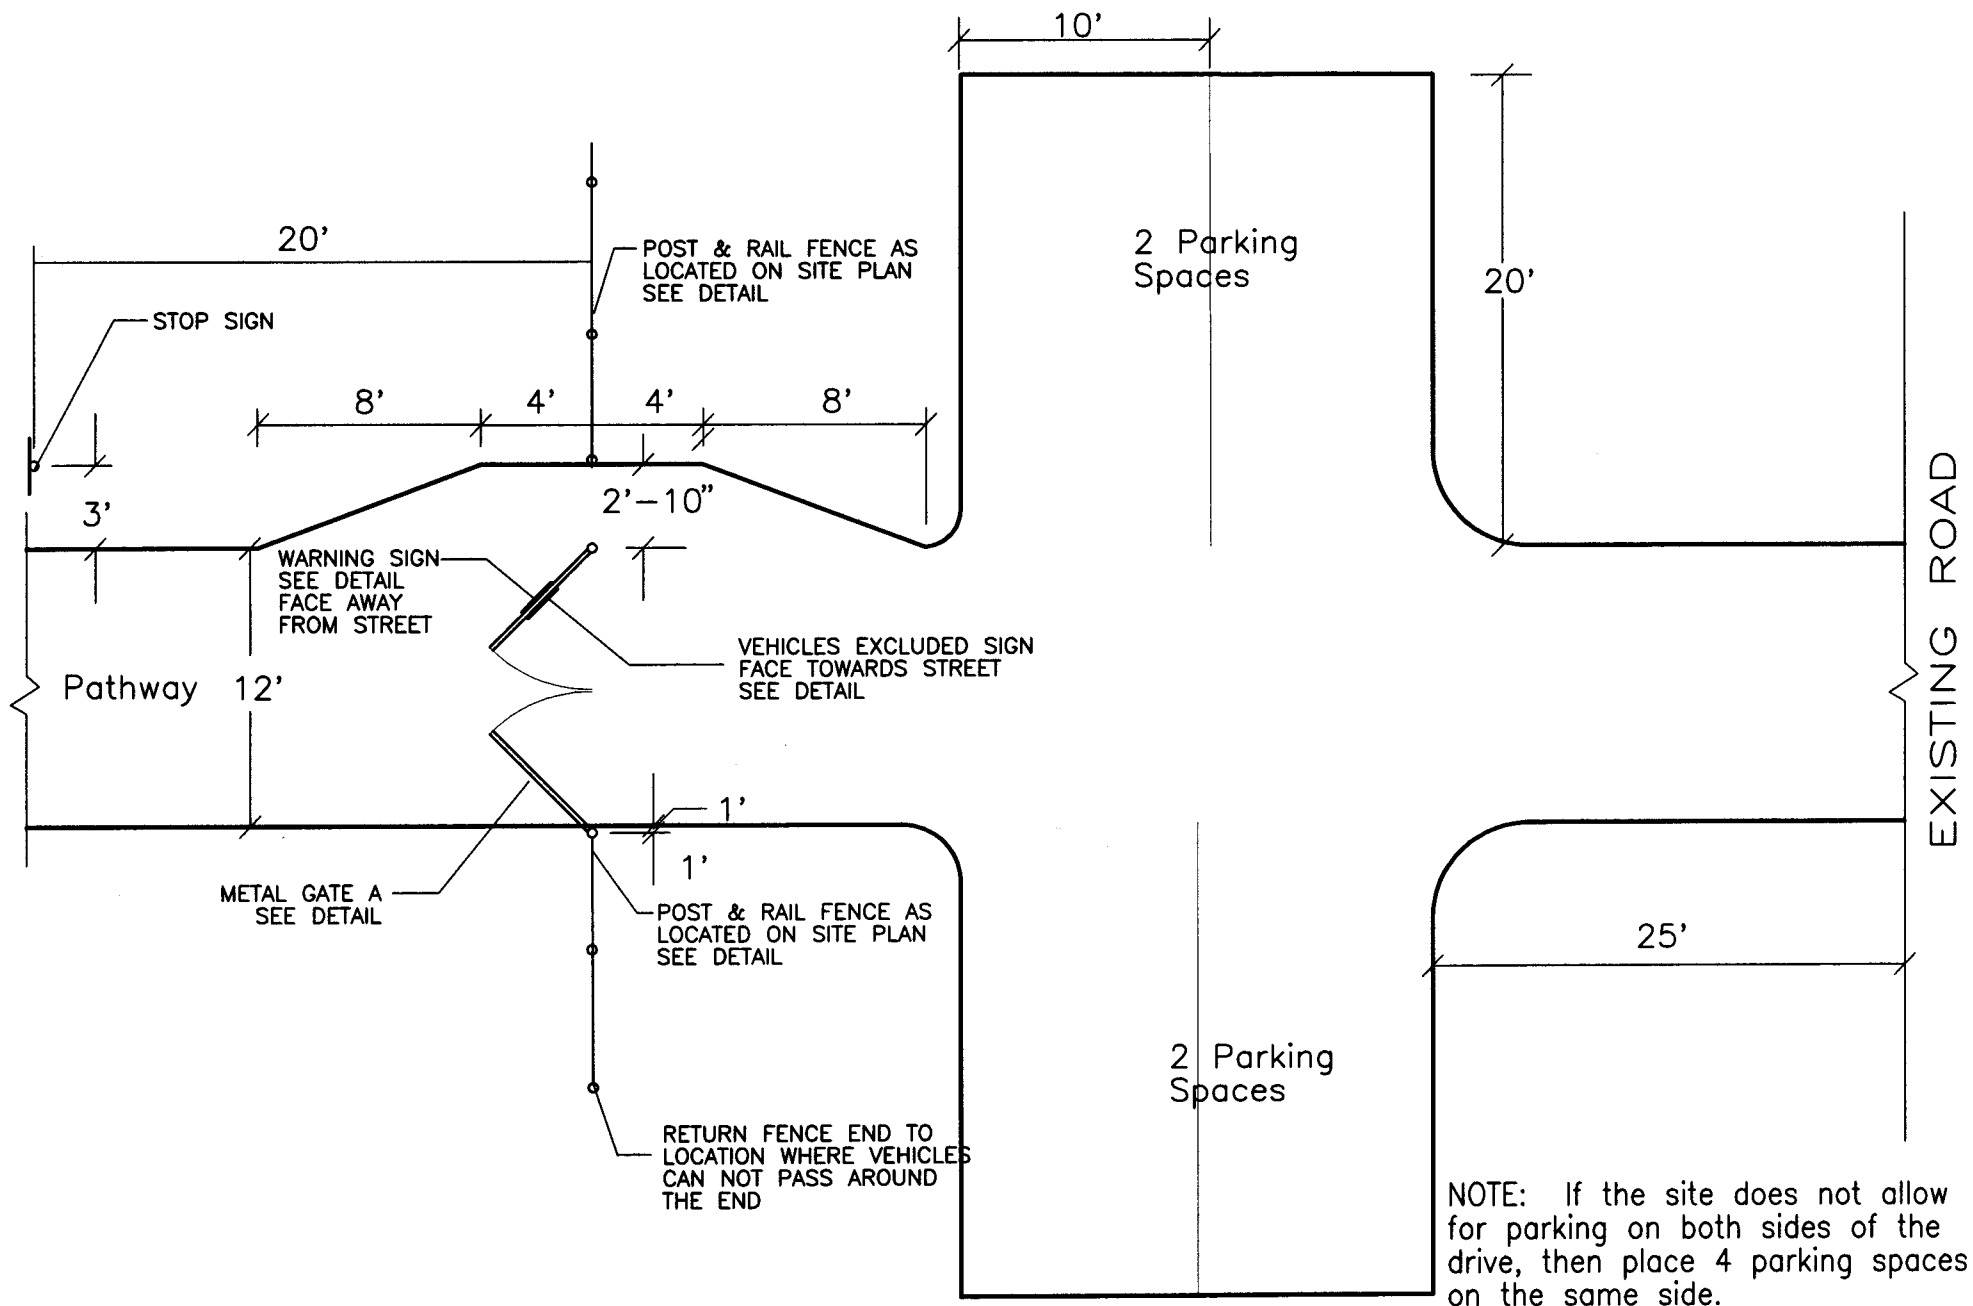 10'
20'
POST & RAIL FENCE AS
LOCATED ON SITE PLAN
SEE DETAIL
2 Parking
Spaces
20'
STOP SIGN
8'
4'
4'
8'
3'
2'-10"
WARNING SIGN
SEE DETAIL
FACE AWAY
FROM STREET
VEHICLES EXCLUDED SIGN
FACE TOWARDS STREET
SEE DETAIL
Pathway
12'
EXISTING ROAD
1'
1'
METAL GATE A
SEE DETAIL
POST & RAIL FENCE AS
LOCATED ON SITE PLAN
SEE DETAIL
25'
2 Parking
Spaces
RETURN FENCE END TO
LOCATION WHERE VEHICLES
CAN NOT PASS AROUND
THE END
NOTE: If the site does not allow
for parking on both sides of the
drive, then place 4 parking spaces
on the same side.